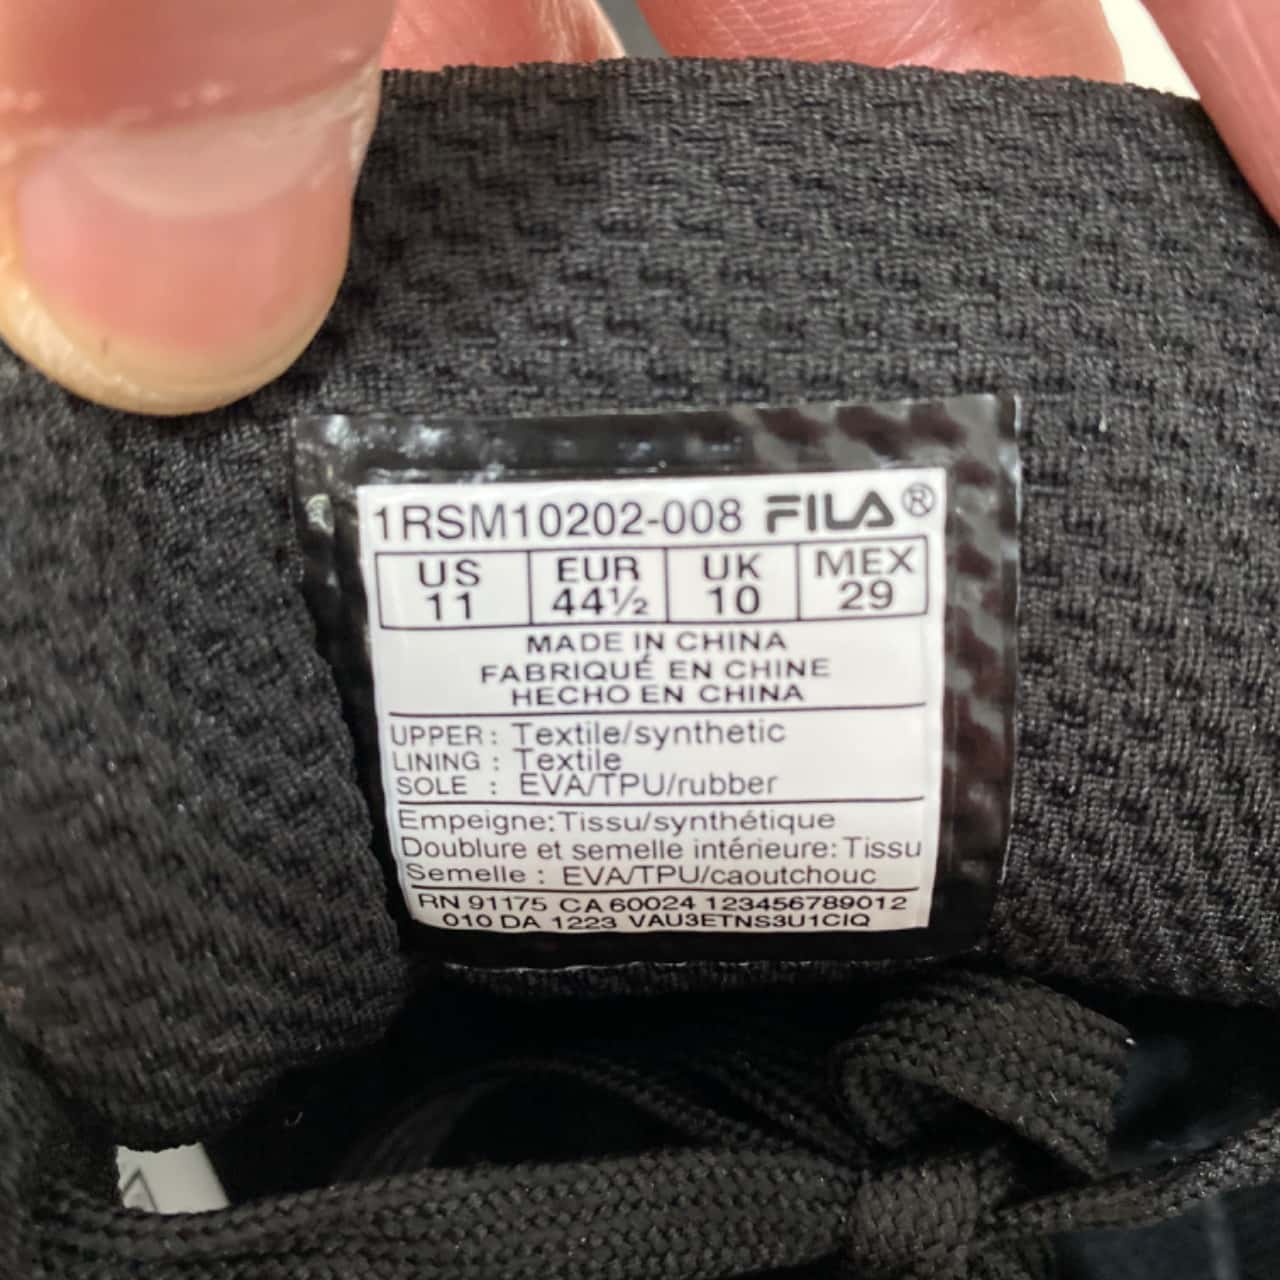 1RSM10202-008 FILA®
US EUR UK MEX
11 44½ 10 29
MADE IN CHINA
FABRIQUÉ EN CHINE
HECHO EN CHINA
UPPER : Textile/synthetic
LINING : Textile
SOLE : EVA/TPU/rubber
Empeigne:Tissu/synthétique
Doublure et semelle intérieure: Tissu
Semelle : EVA/TPU/caoutchouc
RN 91175 CA 60024 123456789012
010 DA 1223 VAU3ETNS3U1CIQ